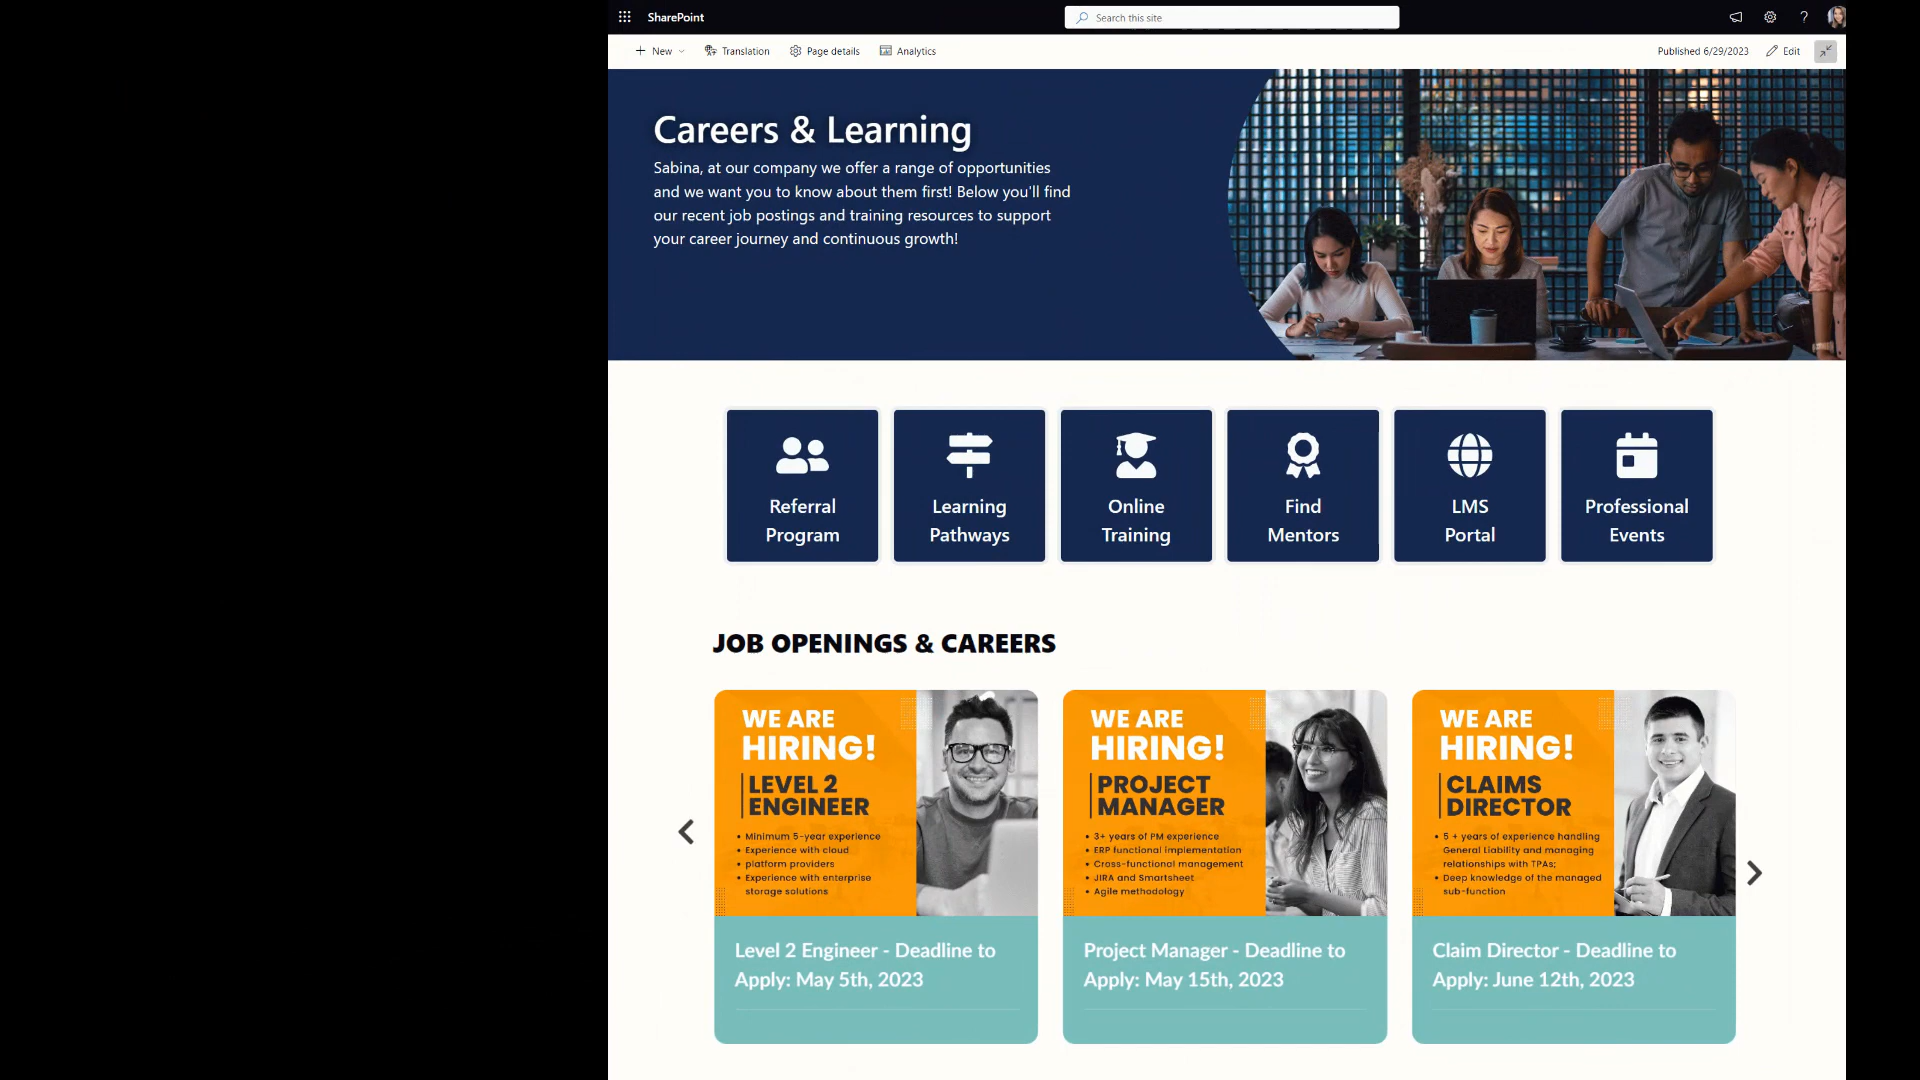 SharePoint
Search this site
New
Translation
Page details
Analytics
Published 6/29/2023
Edit
Careers & Learning
Sabina, at our company we offer a range of opportunities
and we want you to know about them first! Below you'll find
our recent job postings and training resources to support
your career journey and continuous growth!
Referral
Program
Learning
Pathways
Online
Training
Find
Mentors
LMS
Portal
Professional
Events
JOB OPENINGS & CAREERS
WE ARE
HIRING!
LEVEL 2
ENGINEER
• Minimum 5-year experience
• Experience with cloud
• platform providers
• Experience with enterprise
storage solutions
Level 2 Engineer - Deadline to
Apply: May 5th, 2023
WE ARE
HIRING!
PROJECT
MANAGER
• 3+ years of PM experience
• ERP functional implementation
• Cross-functional management
• JIRA and Smartsheet
• Agile methodology
Project Manager - Deadline to
Apply: May 15th, 2023
WE ARE
HIRING!
CLAIMS
DIRECTOR
• 5 + years of experience handling
General Liability and managing
relationships with TPAs;
• Deep knowledge of the managed
sub-function
Claim Director - Deadline to
Apply: June 12th, 2023